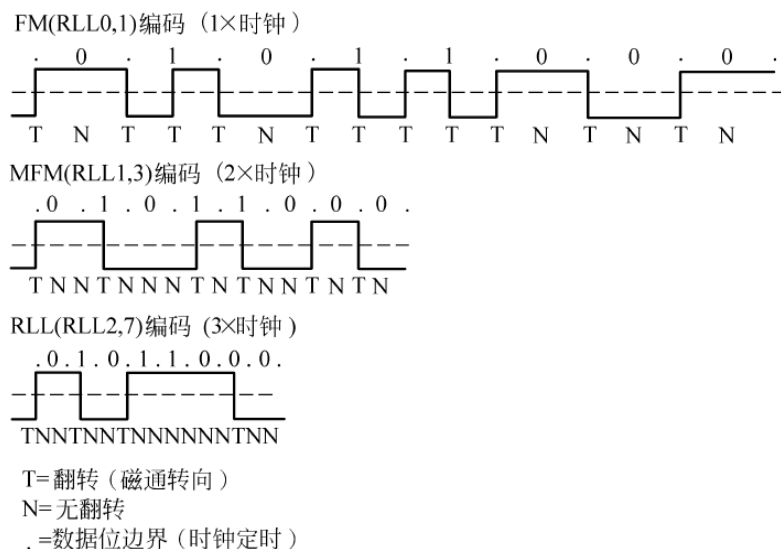 FM(RLL0,1)编码（1×时钟）
. 0 . 1 . 0 . 1 . 1 . 0 . 0 . 0 .
T N T T T N T T T T T N T N T N
MFM(RLL1,3)编码（2×时钟）
.0 .1 .0 .1 .1 .0 .0 .0 .
T N N T N N N T N T N N T N T N
RLL(RLL2,7)编码 (3×时钟）
.0.1.0.1.1.0.0.0.
TNNTNNTNNNNNNTNN
T=翻转（磁通转向）
N=无翻转
.=数据位边界（时钟定时）